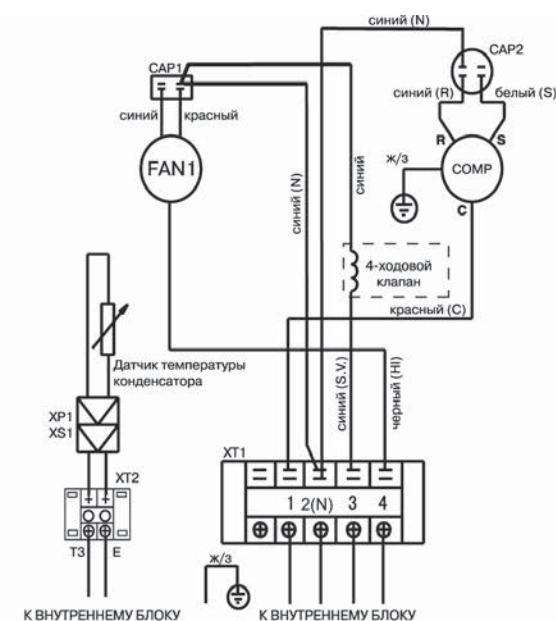 синий (N)
CAP2
CAP1
синий (R)
белый (S)
синий
красный
R
S
FAN1
ж/з
COMP
синий (N)
синий
C
4-ходовой
клапан
красный (C)
Датчик температуры
конденсатора
синий (S.V.)
черный (HI)
XP1
XS1
XT2
XT1
1
2(N)
3
4
T3
E
ж/з
К ВНУТРЕННЕМУ БЛОКУ
К ВНУТРЕННЕМУ БЛОКУ